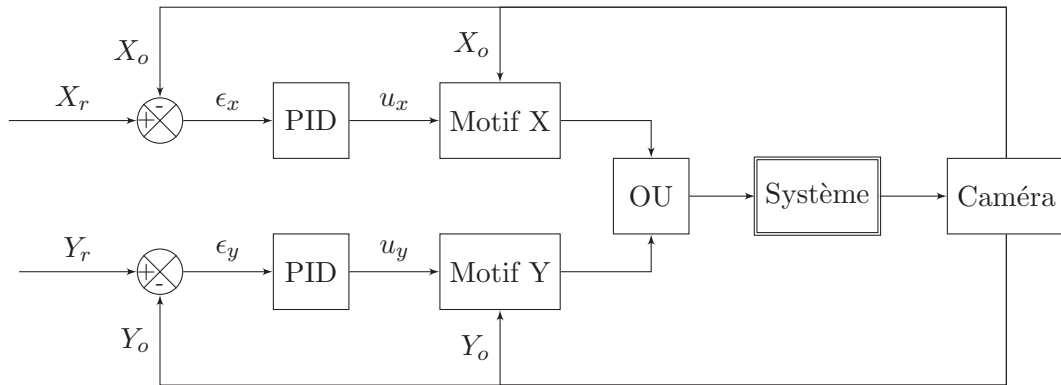 X_o
X_o
X_r
+
-
ϵ_x
PID
u_x
Motif X
OU
Système
Caméra
Y_r
+
-
ϵ_y
PID
u_y
Motif Y
Y_o
Y_o